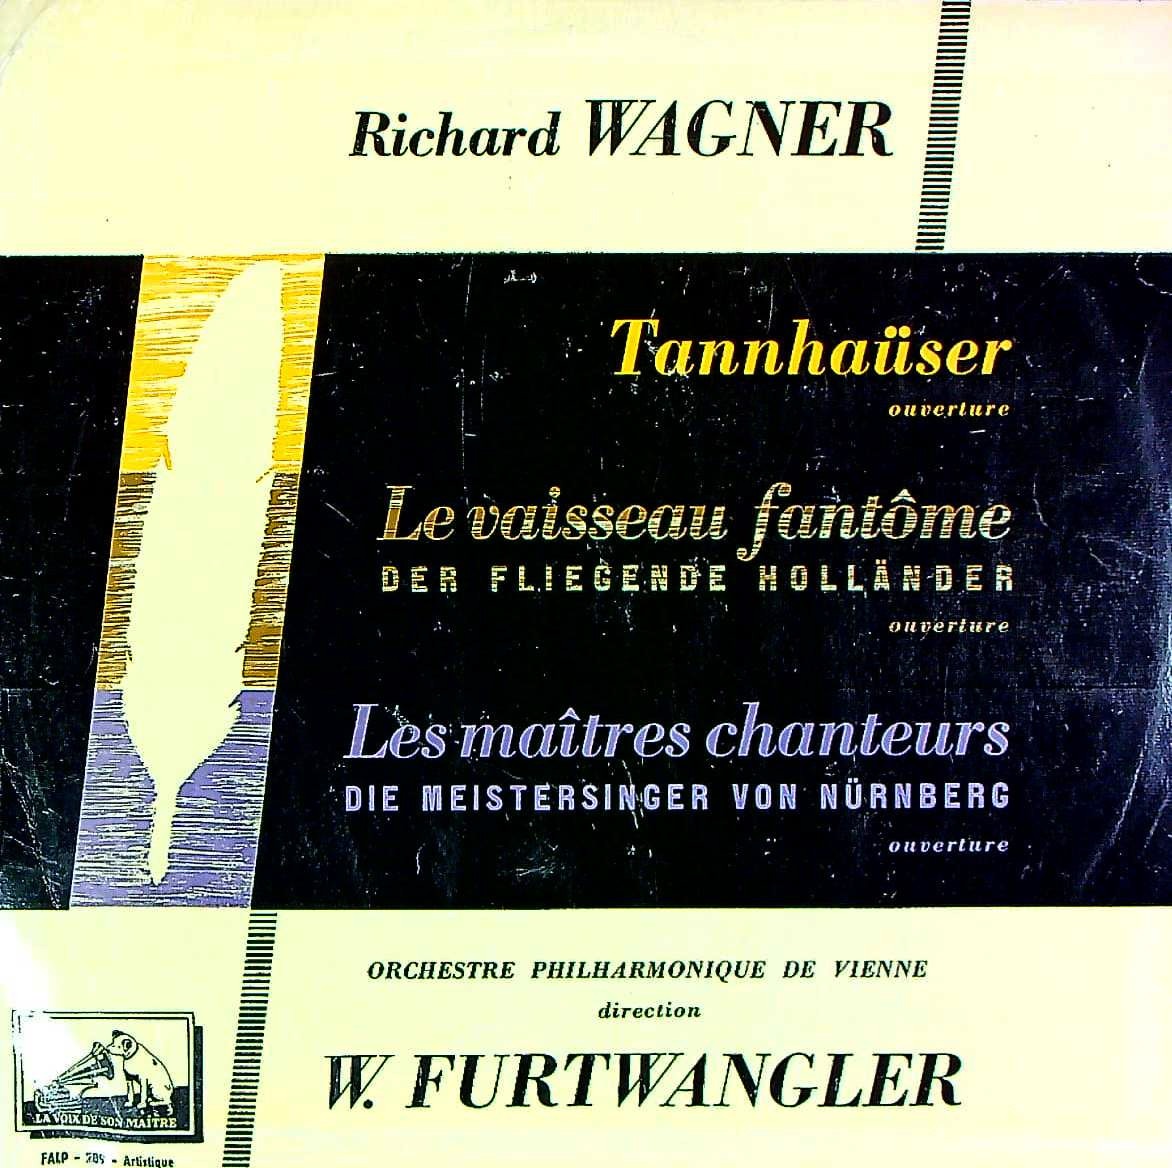 Richard WAGNER
Tannhaüser
ouverture
Le vaisseau fantôme
DER FLIEGENDE HOLLÄNDER
ouverture
Les maîtres chanteurs
DIE MEISTERSINGER VON NÜRNBERG
ouverture
ORCHESTRE PHILHARMONIQUE DE VIENNE
direction
W. FURTWANGLER
LA VOIX DE SON MAITRE
FALP - - Artistique